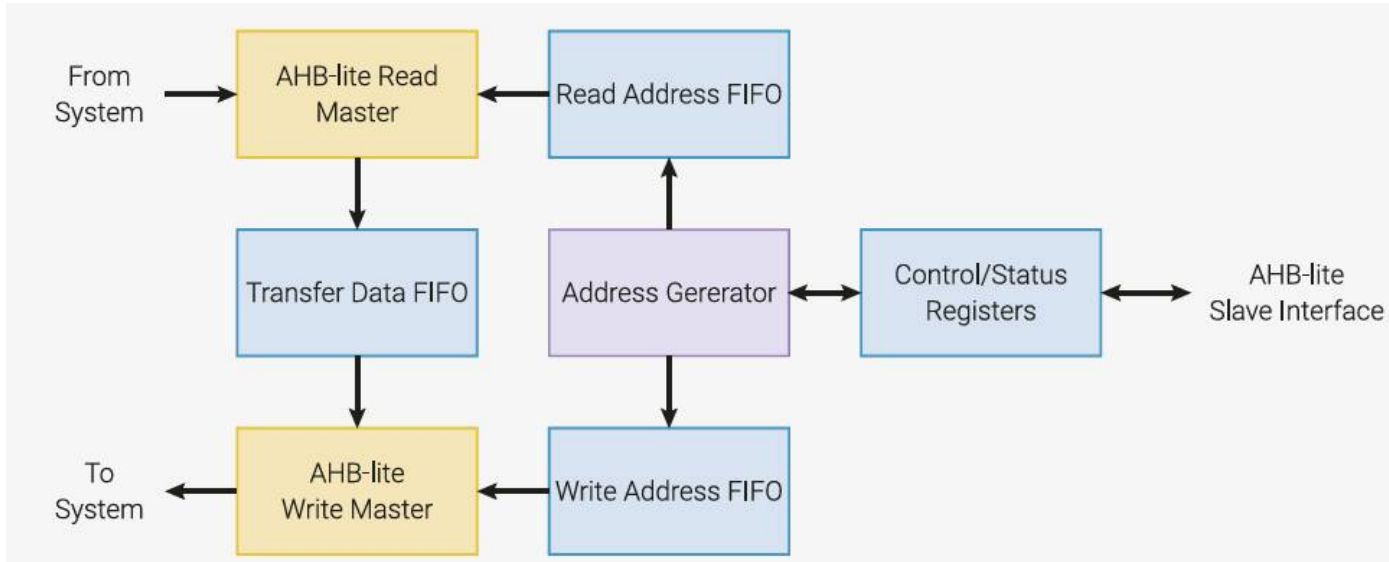 From
System
AHB-lite Read
Master
Read Address FIFO
Transfer Data FIFO
Address Gererator
Control/Status
Registers
AHB-lite
Slave Interface
To
System
AHB-lite
Write Master
Write Address FIFO